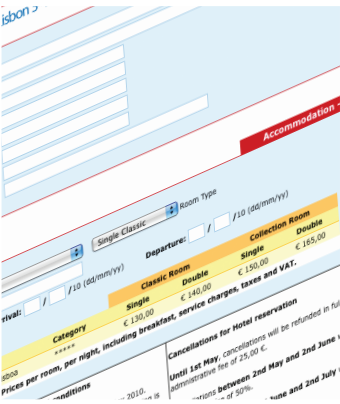 isbon 5
Accommodation -
Single Classic
Room Type
Departure: / /10 (dd/mm/yy)
rival: / /10 (dd/mm/yy)
Classic Room Collection Room
Category Single Double Single Double
sboa ***** € 130,00 € 140,00 € 150,00 € 165,00
Prices per room, per night, including breakfast, service charges, taxes and VAT.
Cancellations for Hotel reservation
Until 1st May, cancellations will be refunded in full
administrative fee of 25,00 €.
ations between 2nd May and 2nd June
of 50%.
June and 2nd July
onditions
2010.
is